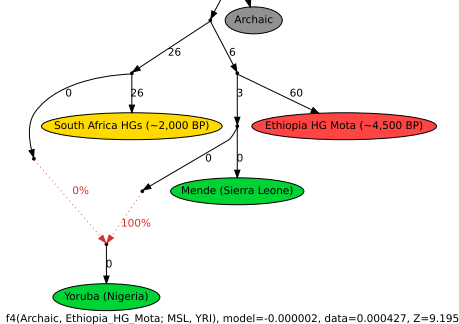 Archaic
26
6
0
26
3
60
South Africa HGs (~2,000 BP)
Ethiopia HG Mota (~4,500 BP)
0
0
0%
Mende (Sierra Leone)
100%
0
Yoruba (Nigeria)
f4(Archaic, Ethiopia_HG_Mota; MSL, YRI), model=-0.000002, data=0.000427, Z=9.195